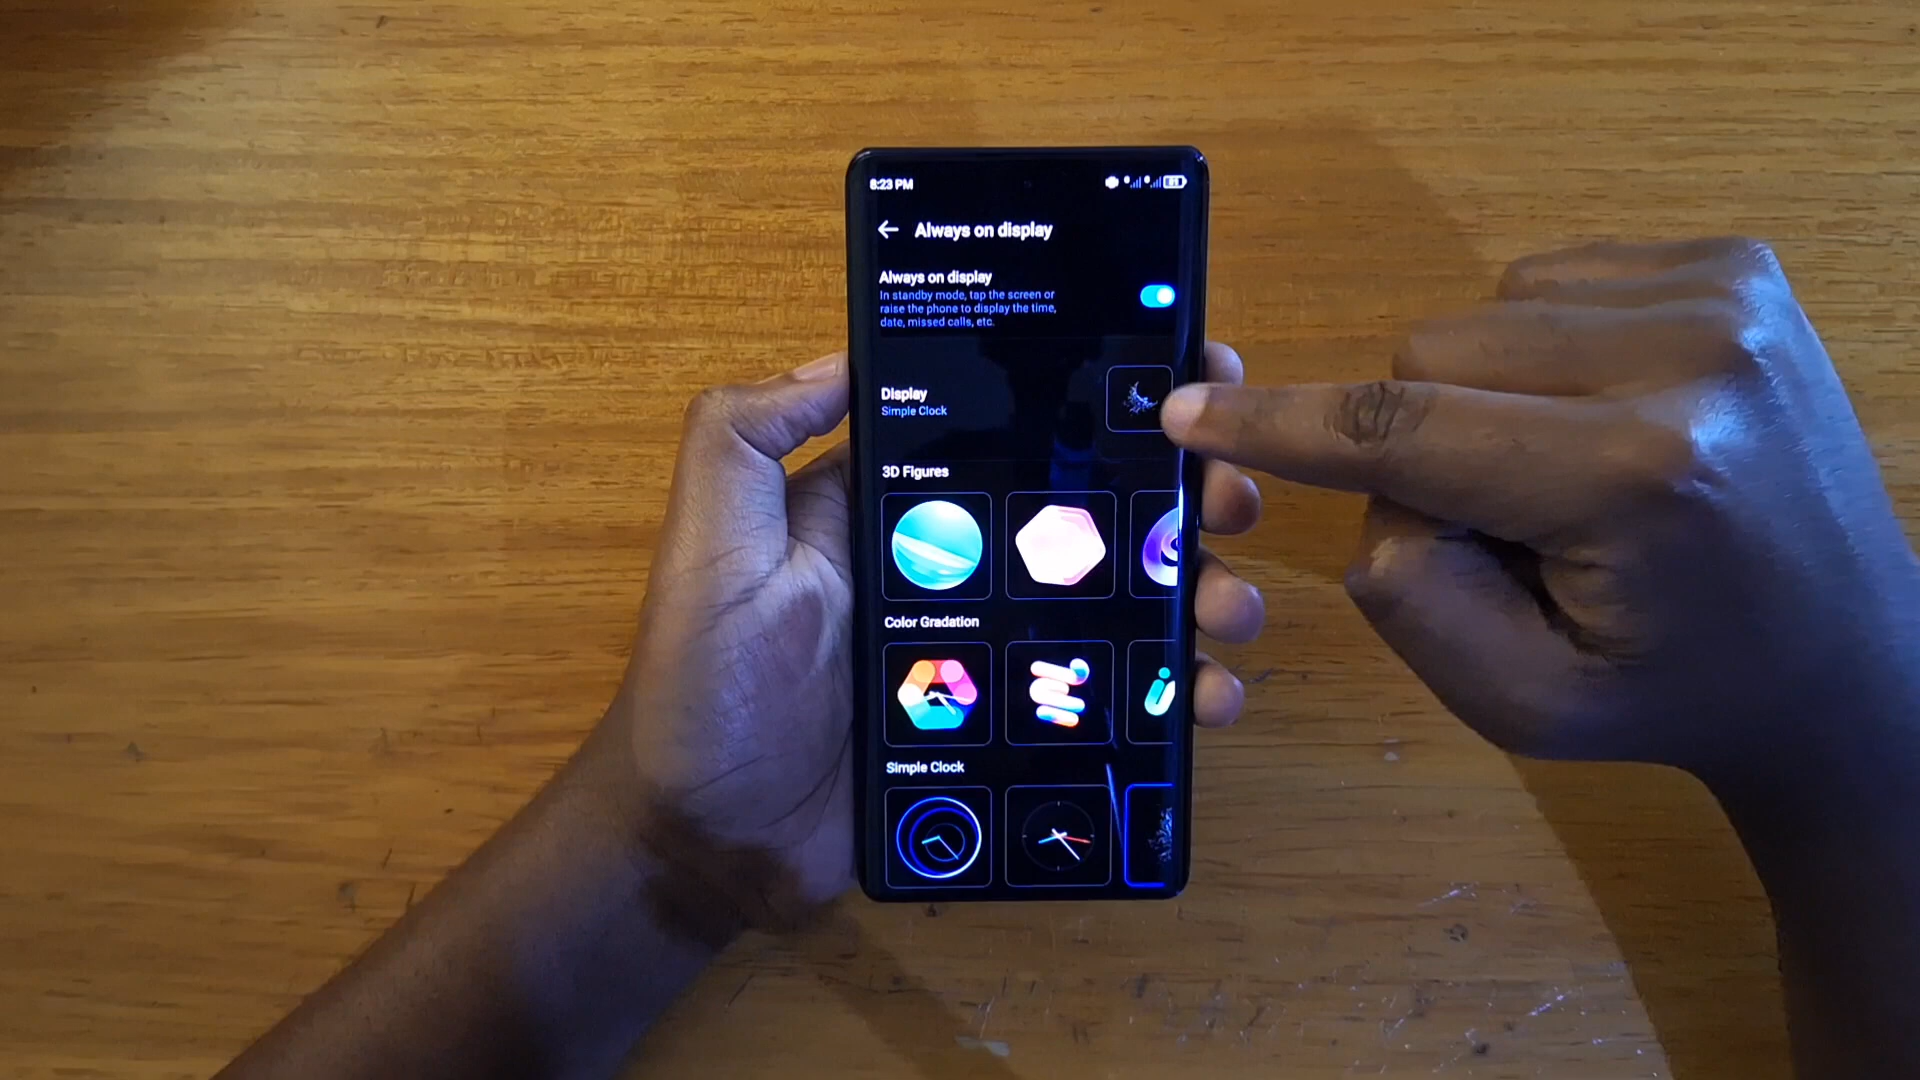 8:23 PM
Always on display
Always on display
In standby mode, tap the screen or
raise the phone to display the time,
date, missed calls, etc.
Display
Simple Clock
3D Figures
Color Gradation
Simple Clock